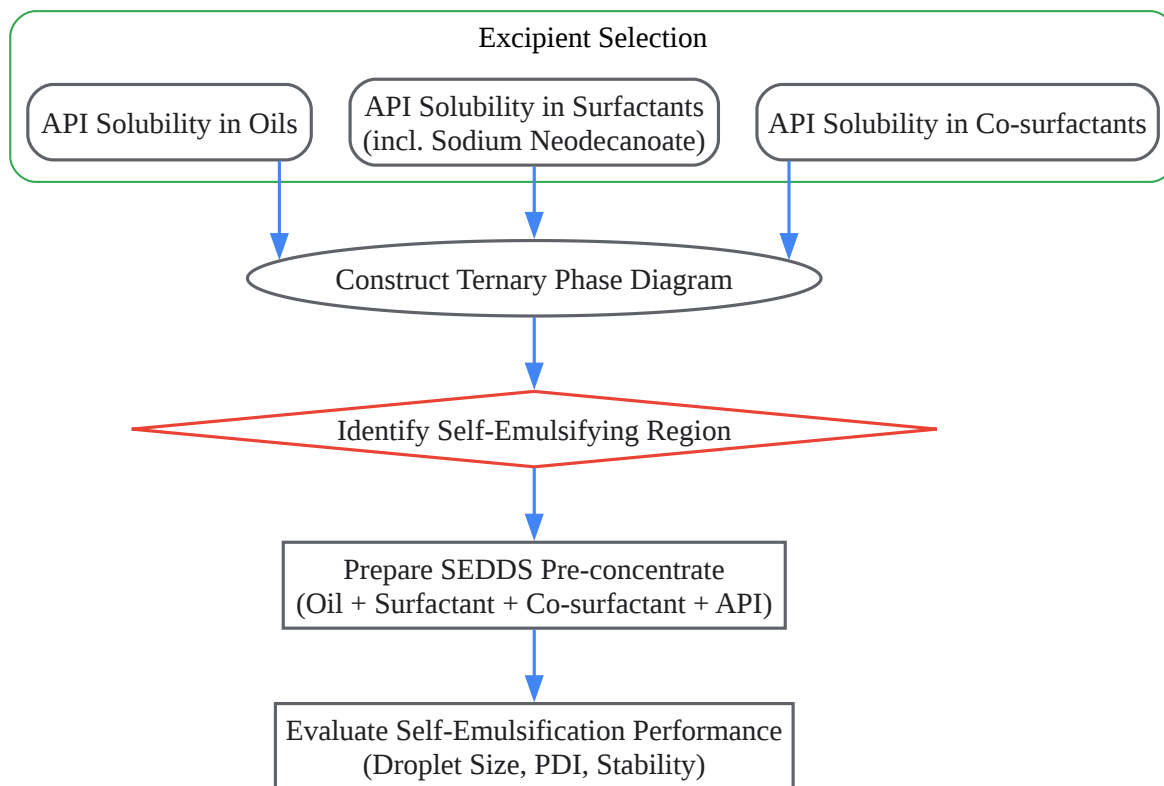 Excipient Selection
API Solubility in Oils
API Solubility in Surfactants
(incl. Sodium Neodecanoate)
API Solubility in Co-surfactants
Construct Ternary Phase Diagram
Identify Self-Emulsifying Region
Prepare SEDDS Pre-concentrate
(Oil + Surfactant + Co-surfactant + API)
Evaluate Self-Emulsification Performance
(Droplet Size, PDI, Stability)